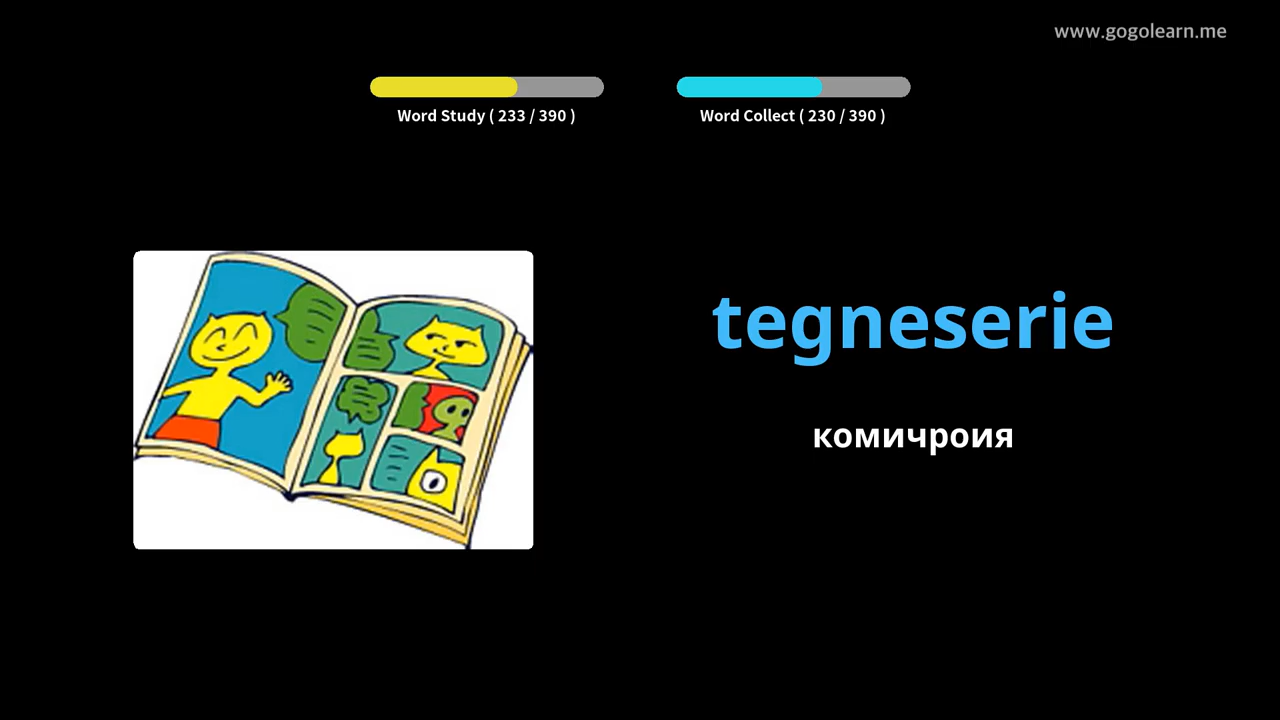 www.gogolearn.me
Word Study ( 233 / 390 )
Word Collect ( 230 / 390 )
tegneserie
комичроия